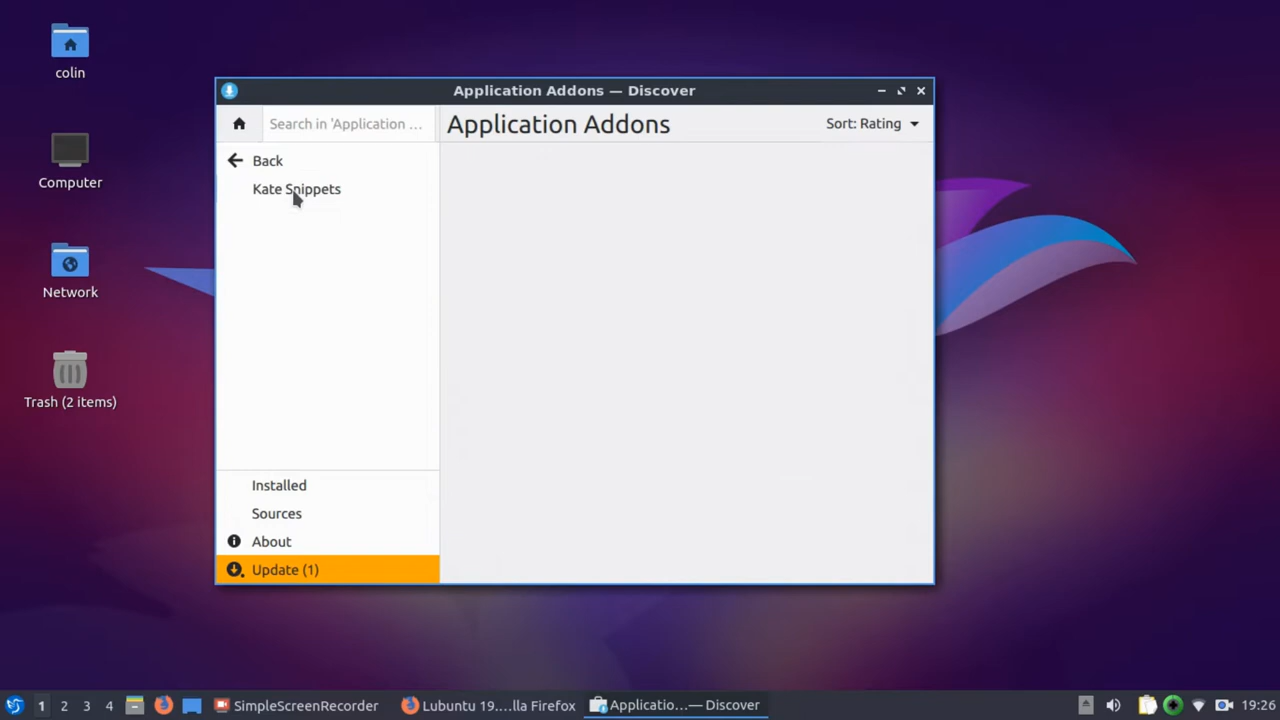 colin
Computer
Network
Trash (2 items)
Application Addons — Discover
Search in 'Application ...
Application Addons
Sort: Rating
Back
Kate Snippets
Installed
Sources
About
Update (1)
1 2 3 4 SimpleScreenRecorder Lubuntu 19....lla Firefox Applicatio...— Discover 19:26